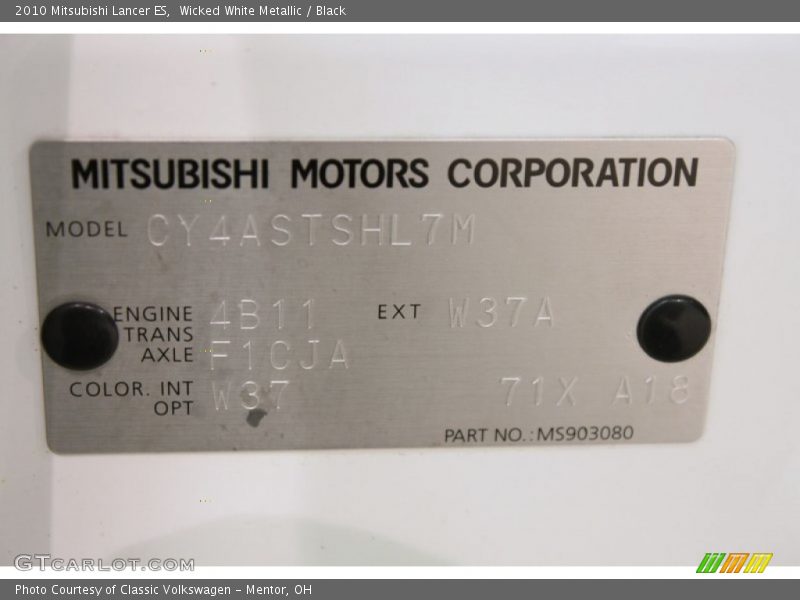 2010 Mitsubishi Lancer ES,  Wicked White Metallic / Black
MITSUBISHI MOTORS CORPORATION
MODEL CY4ASTSHL7M
ENGINE 4B11 EXT W37A
TRANS AXLE F1CJA
COLOR. INT W37 71X A18
OPT
PART NO.: MS903080
GTCARLOT.COM
Photo Courtesy of Classic Volkswagen - Mentor, OH